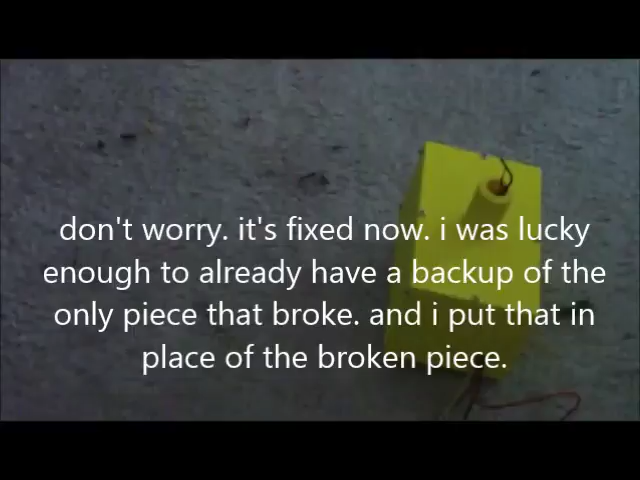 don't worry. it's fixed now. i was lucky
enough to already have a backup of the
only piece that broke. and i put that in
place of the broken piece.